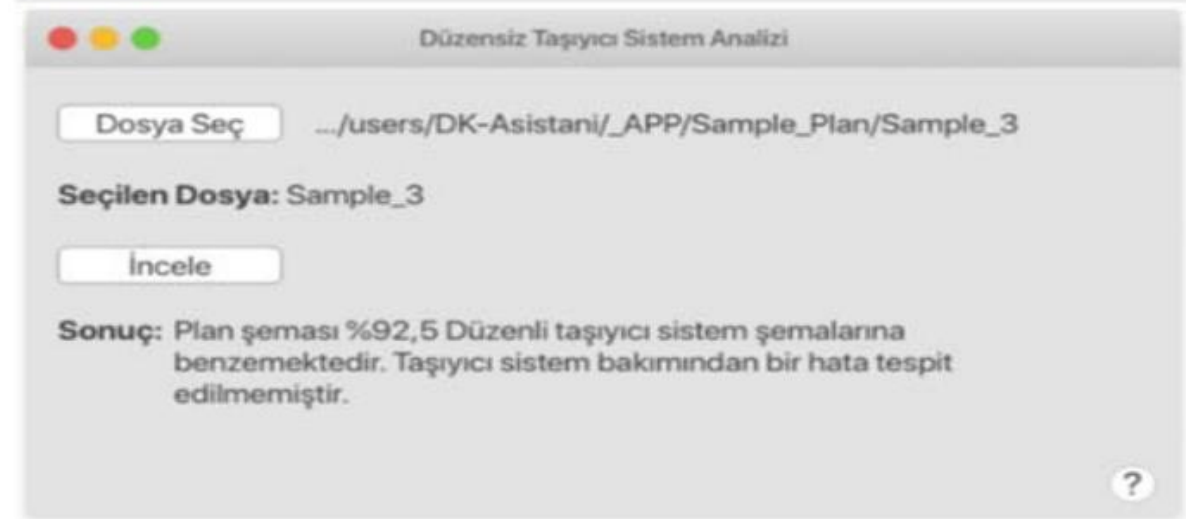 Düzensiz Taşıyıcı Sistem Analizi
Dosya Seç .../users/DK-Asistani/_APP/Sample_Plan/Sample_3
Seçilen Dosya: Sample_3
İncele
Sonuç: Plan şeması %92,5 Düzenli taşıyıcı sistem şemalarına
benzemektedir. Taşıyıcı sistem bakımından bir hata tespit
edilmemiştir.
?